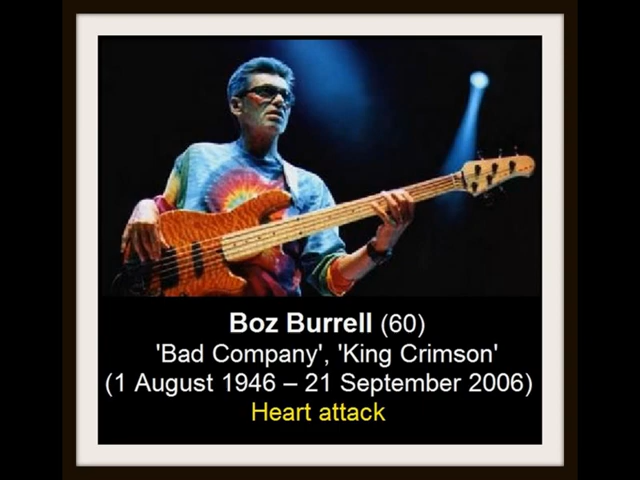 Boz Burrell (60)
'Bad Company', 'King Crimson'
(1 August 1946 – 21 September 2006)
Heart attack